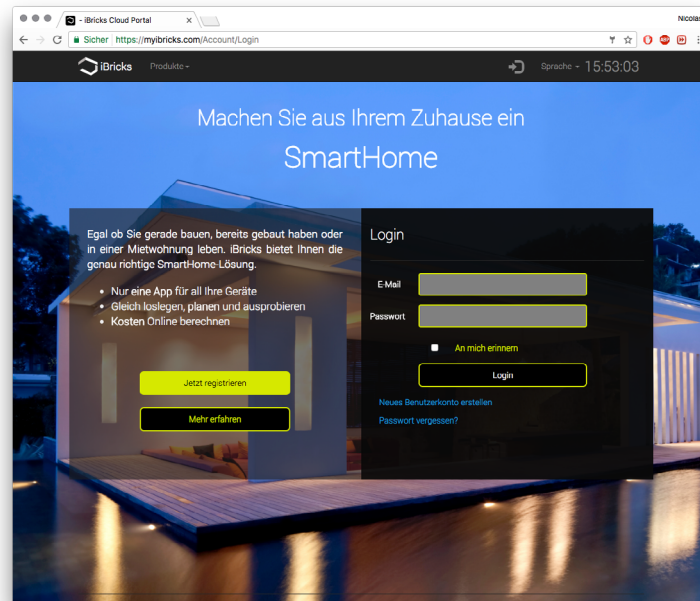 - iBricks Cloud Portal
Nicolas
Sicher https://myibricks.com/Account/Login
ABP
iBricks Produkte Sprache 15:53:03
Machen Sie aus Ihrem Zuhause ein
SmartHome
Egal ob Sie gerade bauen, bereits gebaut haben oder
in einer Mietwohnung leben. iBricks bietet Ihnen die
genau richtige SmartHome-Lösung.
• Nur eine App für all Ihre Geräte
• Gleich loslegen, planen und ausprobieren
• Kosten Online berechnen
Jetzt registrieren
Mehr erfahren
Login
E-Mail
Passwort
An mich erinnern
Login
Neues Benutzerkonto erstellen
Passwort vergessen?